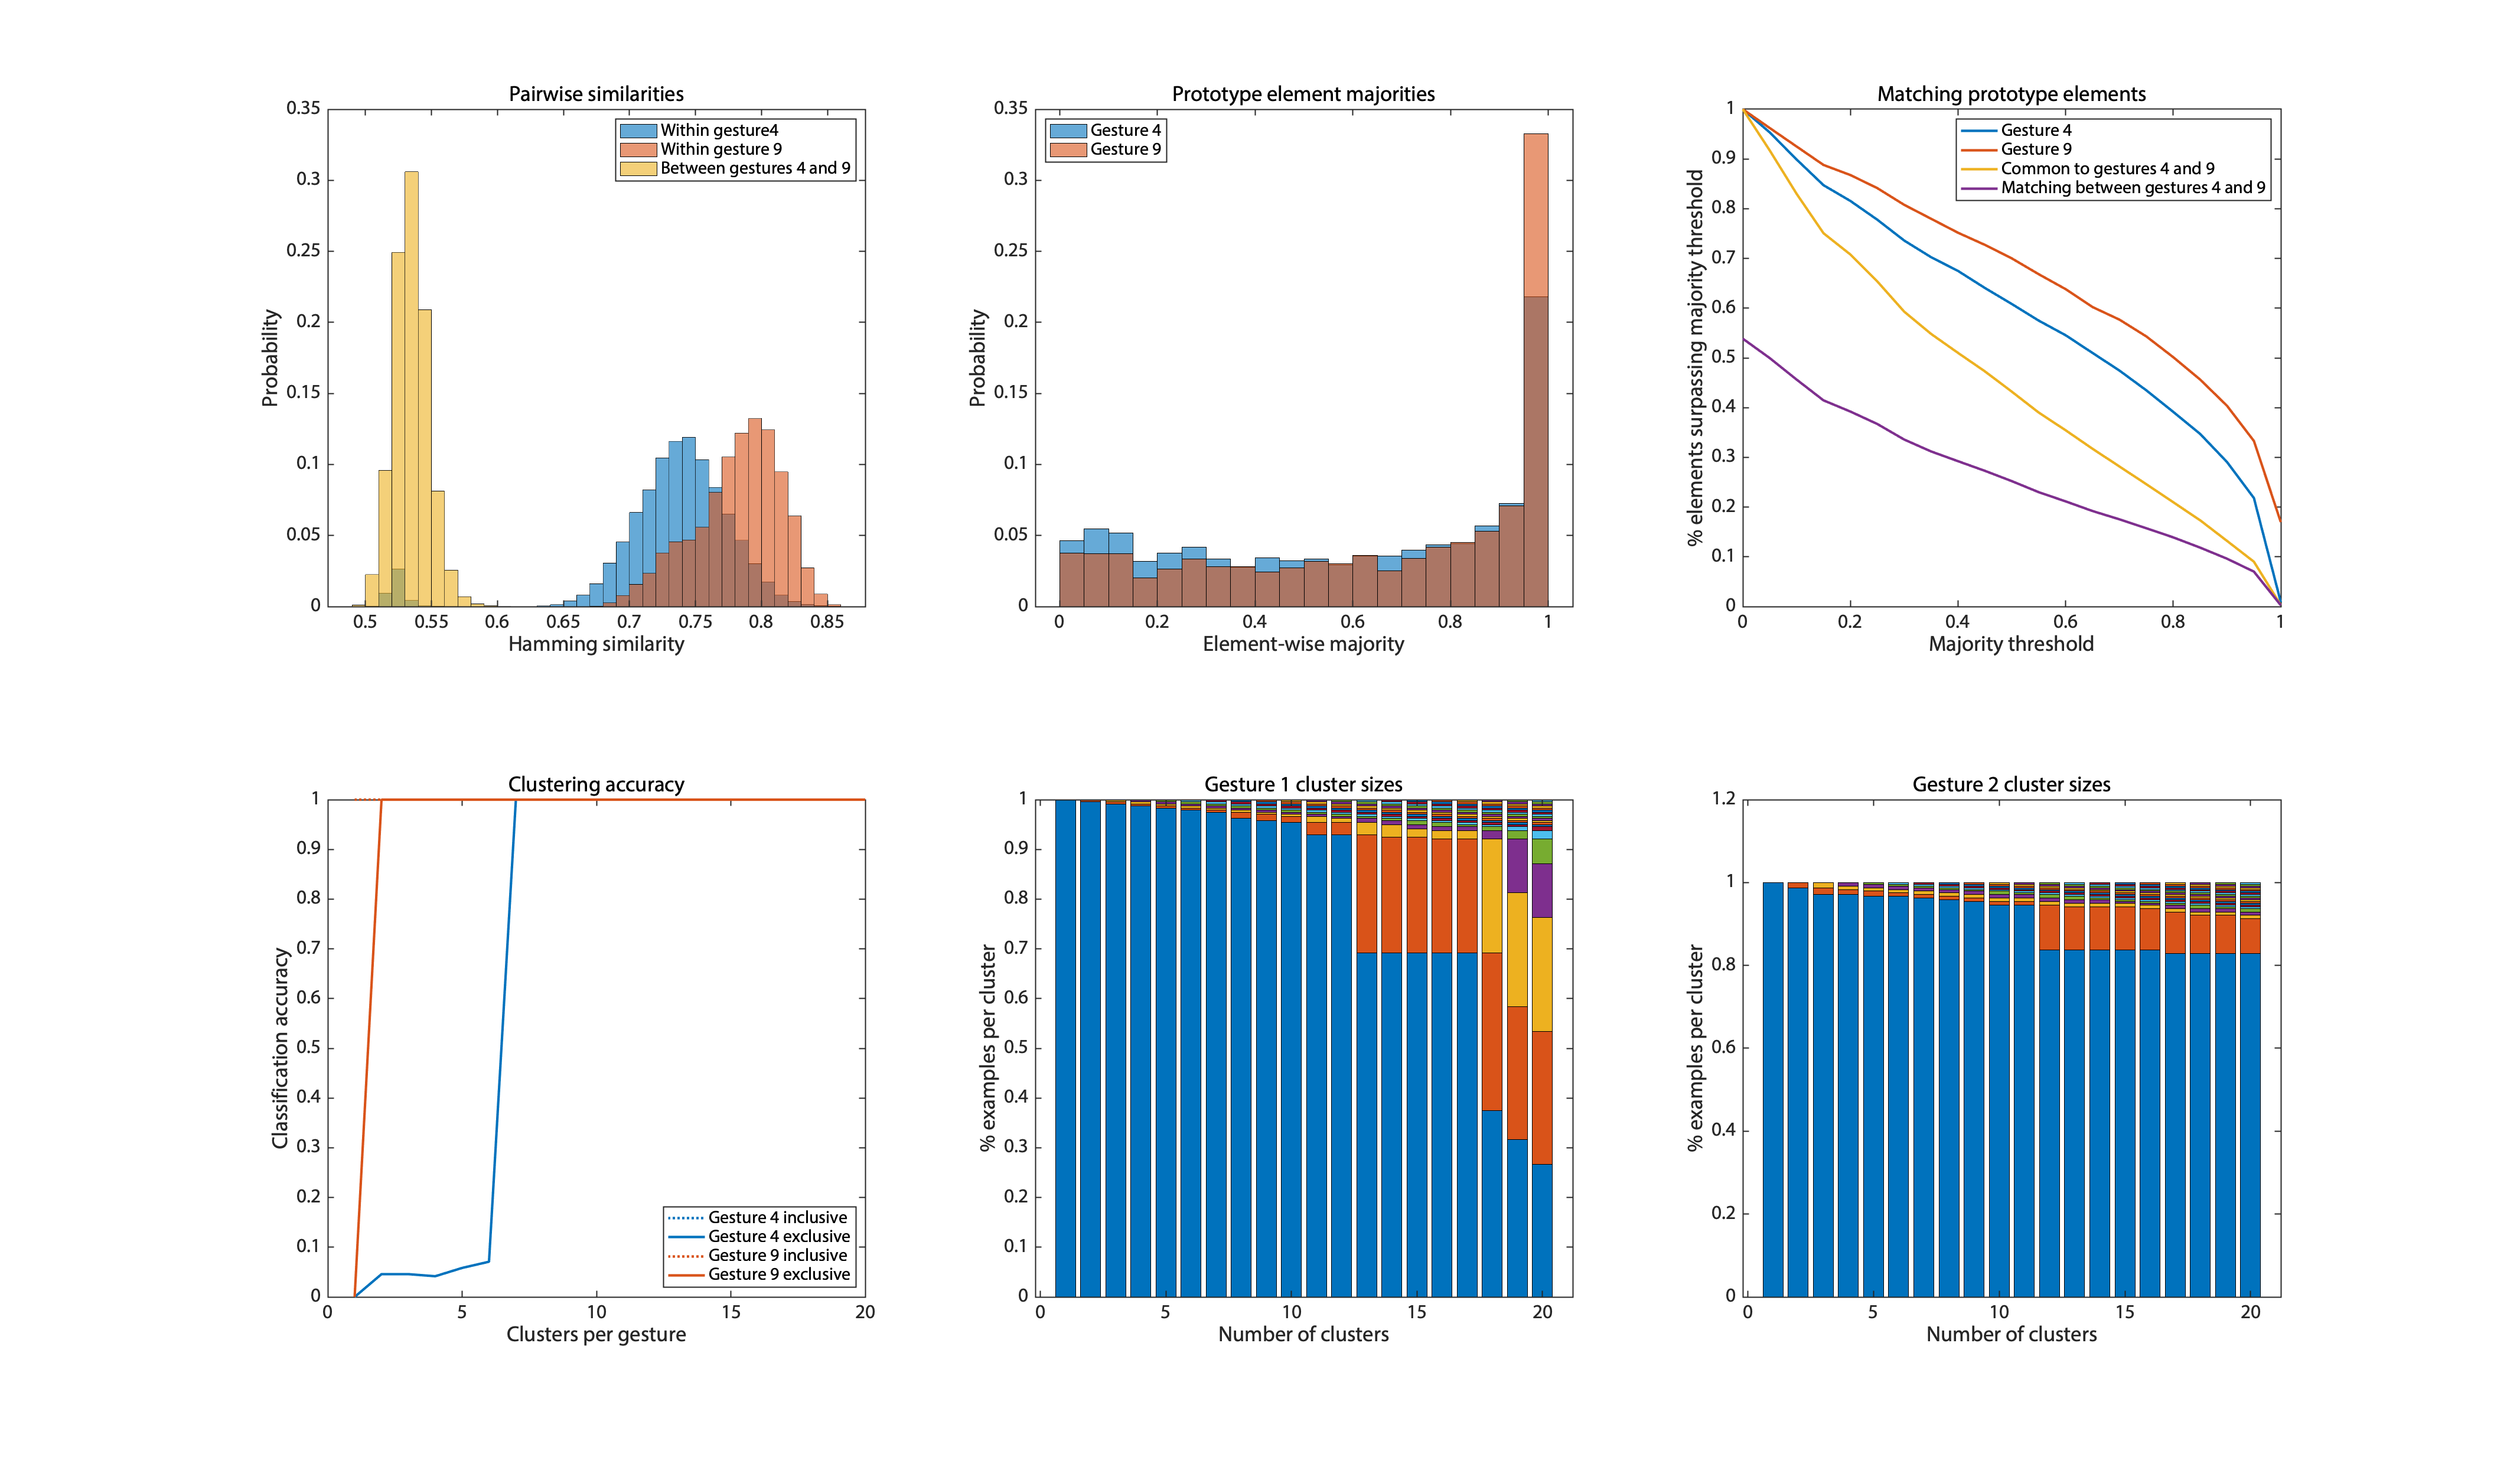 Pairwise similarities
0.35
0.3
0.25
0.2
0.15
0.1
0.05
0
Probability
Within gesture4
Within gesture 9
Between gestures 4 and 9
0.5 0.55 0.6 0.65 0.7 0.75 0.8 0.85
Hamming similarity
Prototype element majorities
0.35
0.3
0.25
0.2
0.15
0.1
0.05
0
Probability
Gesture 4
Gesture 9
0 0.2 0.4 0.6 0.8 1
Element-wise majority
Matching prototype elements
1
0.9
0.8
0.7
0.6
0.5
0.4
0.3
0.2
0.1
0
% elements surpassing majority threshold
Gesture 4
Gesture 9
Common to gestures 4 and 9
Matching between gestures 4 and 9
0 0.2 0.4 0.6 0.8 1
Majority threshold
Clustering accuracy
1
0.9
0.8
0.7
0.6
0.5
0.4
0.3
0.2
0.1
0
Classification accuracy
Gesture 4 inclusive
Gesture 4 exclusive
Gesture 9 inclusive
Gesture 9 exclusive
0 5 10 15 20
Clusters per gesture
Gesture 1 cluster sizes
1
0.9
0.8
0.7
0.6
0.5
0.4
0.3
0.2
0.1
0
% examples per cluster
0 5 10 15 20
Number of clusters
Gesture 2 cluster sizes
1.2
1
0.8
0.6
0.4
0.2
0
% examples per cluster
0 5 10 15 20
Number of clusters